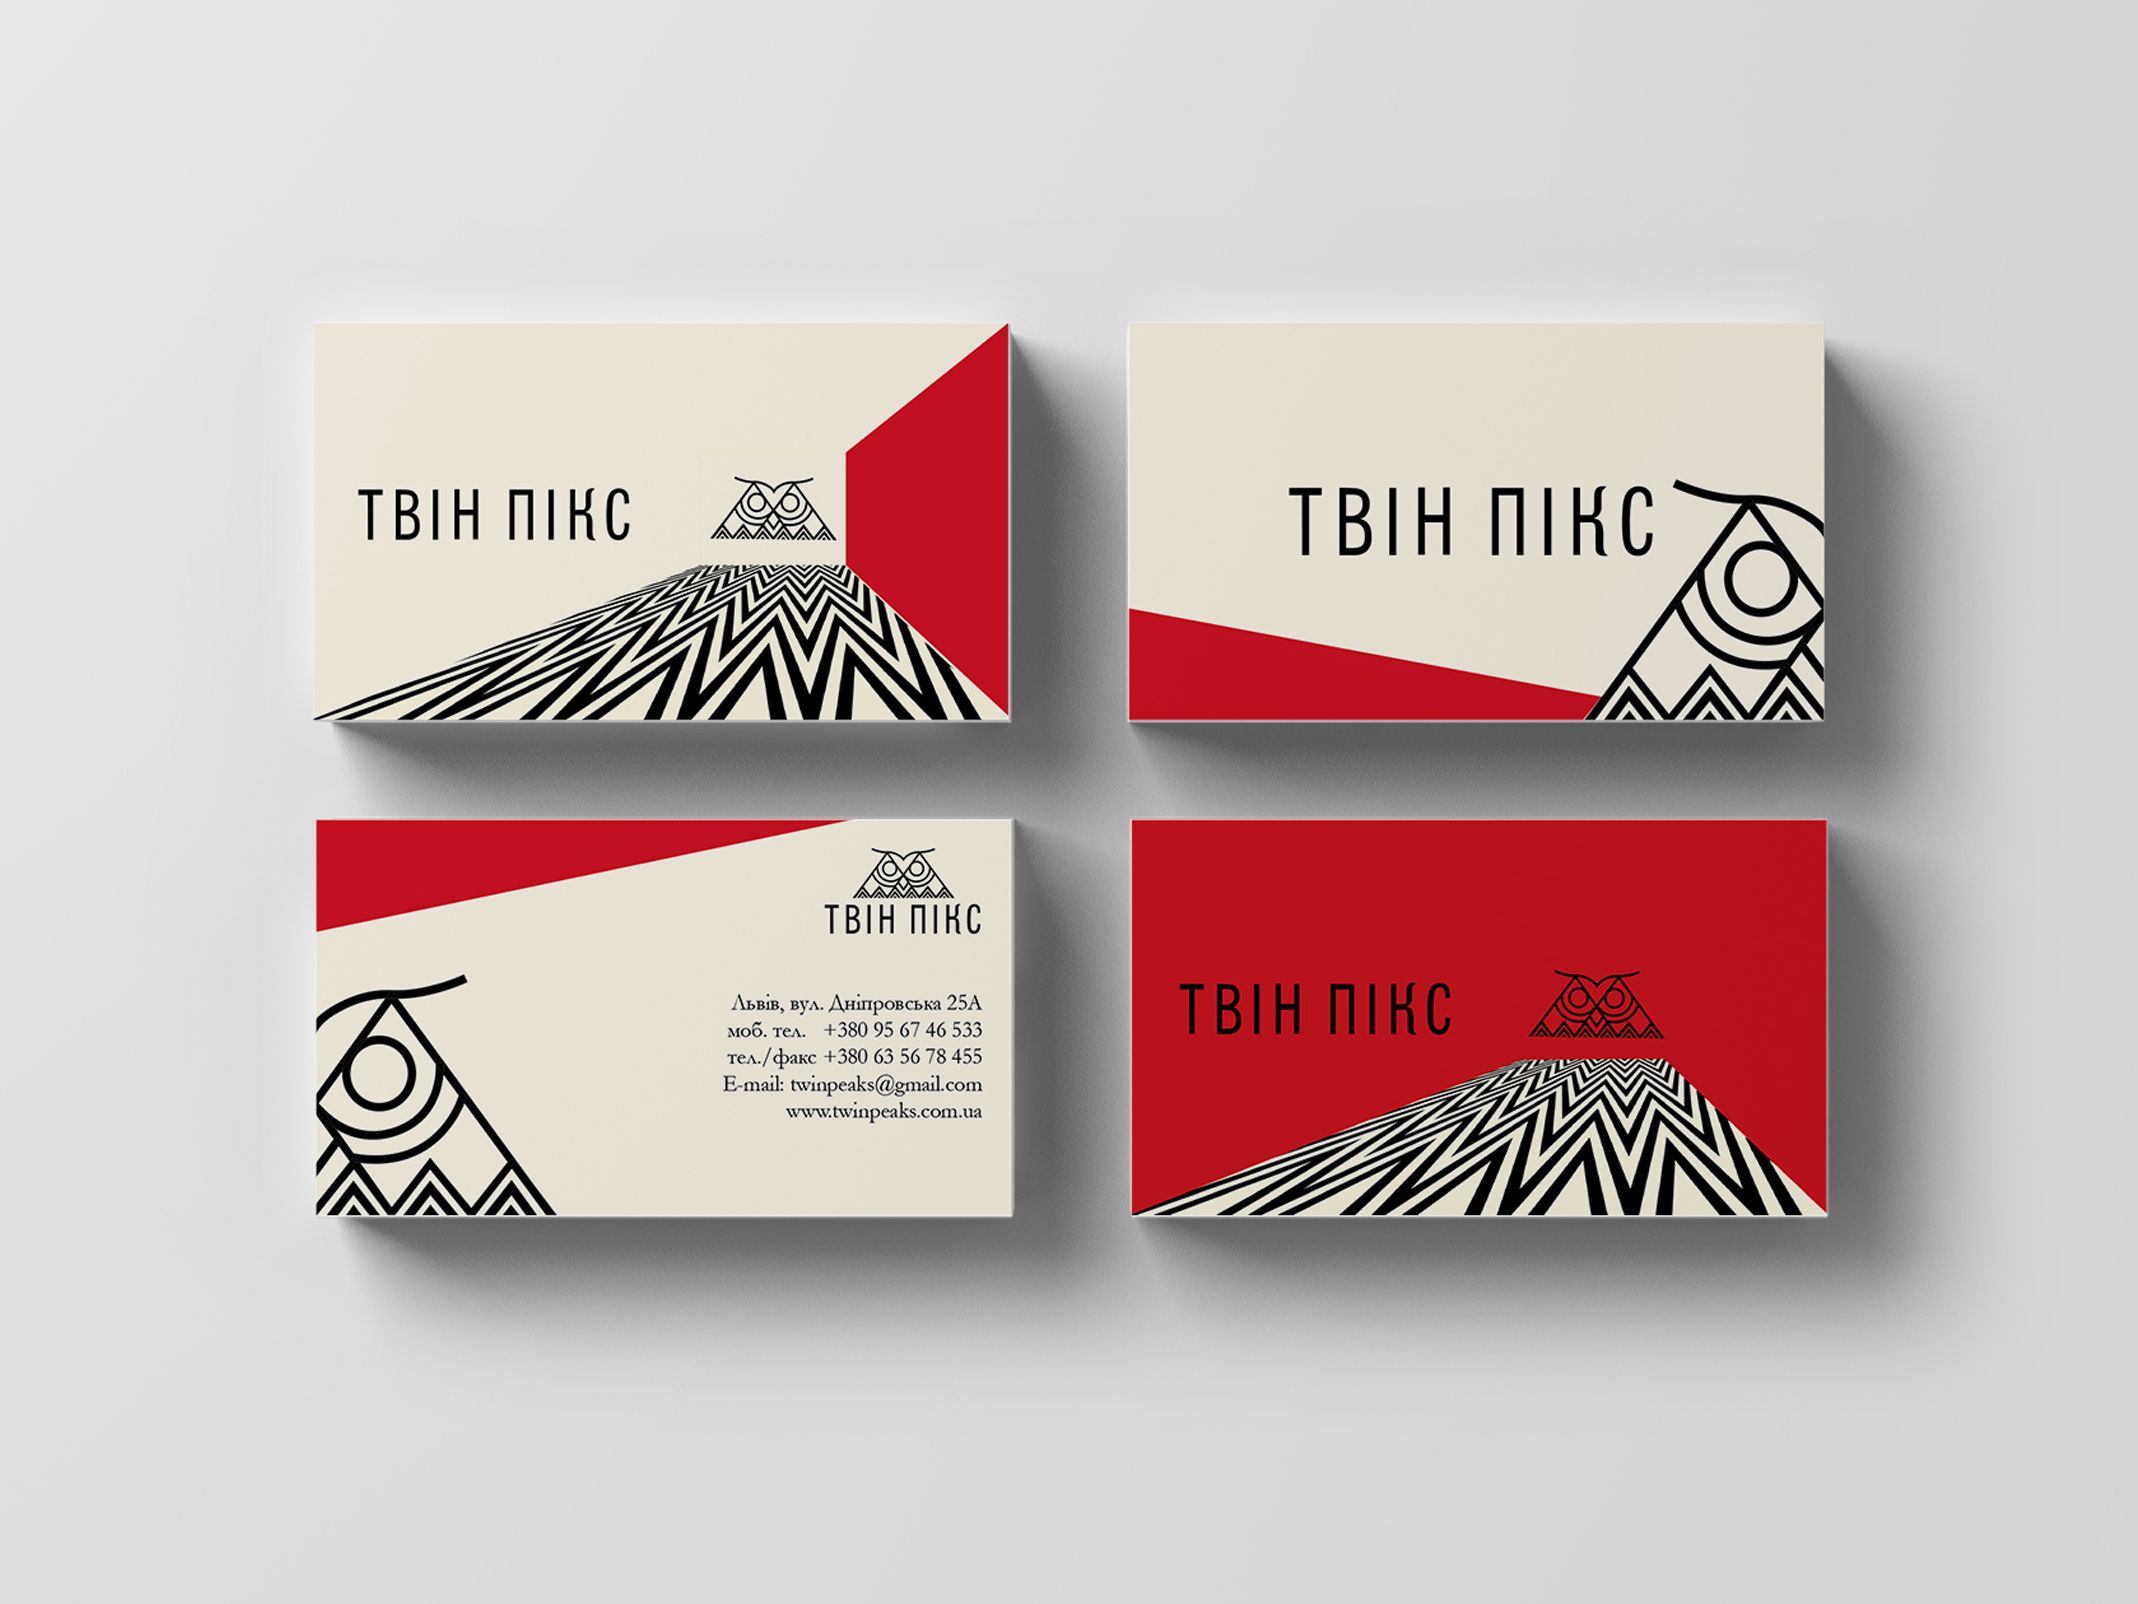 ТВІН ПІКС
ТВІН ПІКС
ТВІН ПІКС
Львів, вул. Дніпровська 25А
моб. тел. +380 95 67 46 533
тел./факс +380 63 56 78 455
E-mail: twinpeaks@gmail.com
www.twinpeaks.com.ua
ТВІН ПІКС